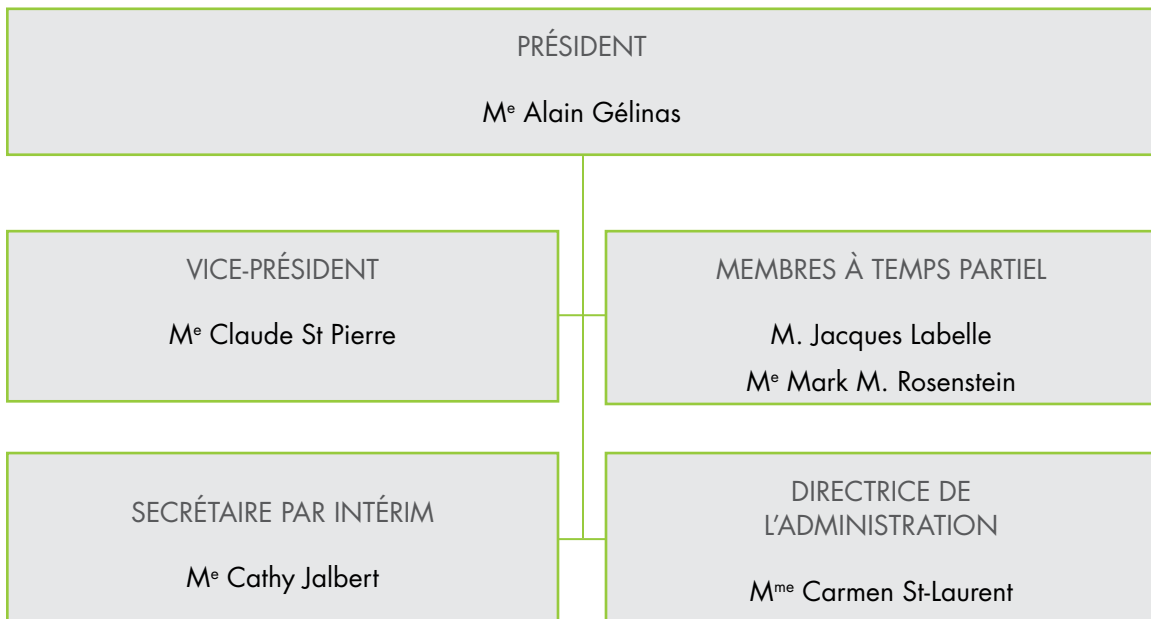 PRÉSIDENT
Mᵉ Alain Gélinas
VICE-PRÉSIDENT
Mᵉ Claude St Pierre
MEMBRES À TEMPS PARTIEL
M. Jacques Labelle
Mᵉ Mark M. Rosenstein
SECRÉTAIRE PAR INTÉRIM
Mᵉ Cathy Jalbert
DIRECTRICE DE
L’ADMINISTRATION
Mᵐᵉ Carmen St-Laurent